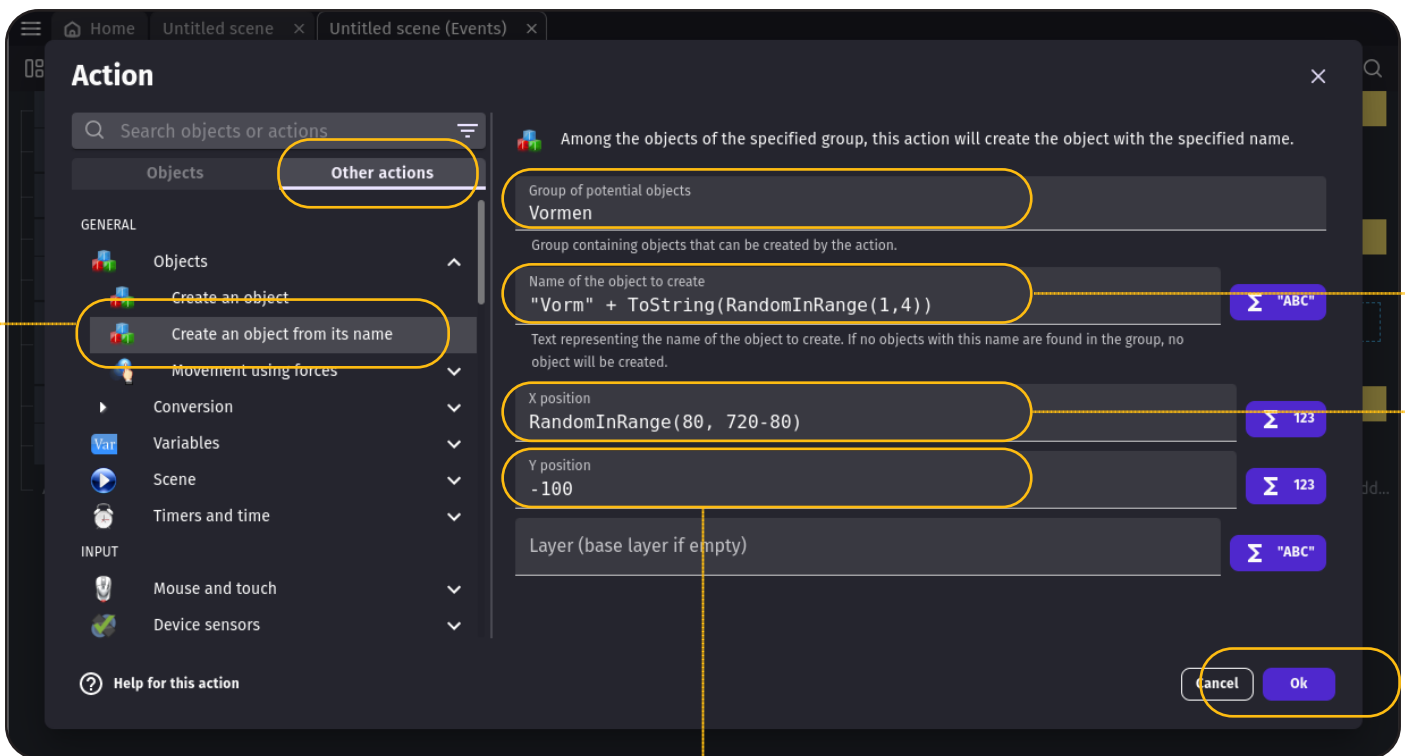 Home
Untitled scene
Untitled scene (Events)
Action
Search objects or actions
Objects
Other actions
GENERAL
Objects
Create an object
Create an object from its name
Movement using forces
Conversion
Var
Variables
Scene
Timers and time
INPUT
Mouse and touch
Device sensors
Help for this action
Among the objects of the specified group, this action will create the object with the specified name.
Group of potential objects
Vormen
Group containing objects that can be created by the action.
Name of the object to create
"Vorm" + ToString(RandomInRange(1,4))
Σ "ABC"
Text representing the name of the object to create. If no objects with this name are found in the group, no
object will be created.
X position
RandomInRange(80, 720-80)
Σ 123
Y position
-100
Σ 123
Layer (base layer if empty)
Σ "ABC"
Cancel
Ok